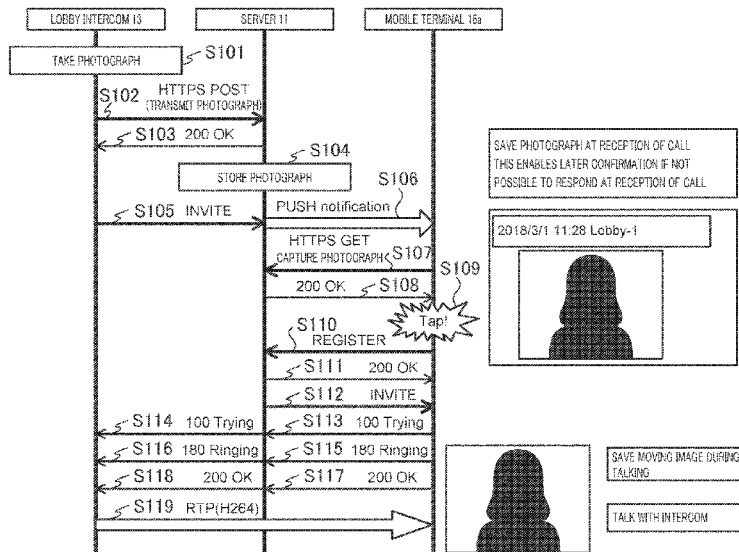 LOBBY INTERCOM 13
SERVER 11
MOBILE TERMINAL 16a
TAKE PHOTOGRAPH
S101
S102
HTTPS POST
(TRANSMIT PHOTOGRAPH)
S103 200 OK
S104
STORE PHOTOGRAPH
S105 INVITE
PUSH notification
S106
HTTPS GET
CAPTURE PHOTOGRAPH
S107
200 OK
S108
S109
Tap!
S110
REGISTER
S111 200 OK
S112 INVITE
S114 100 Trying
S113 100 Trying
S116 180 Ringing
S115 180 Ringing
S118 200 OK
S117 200 OK
S119 RTP(H264)
SAVE PHOTOGRAPH AT RECEPTION OF CALL
THIS ENABLES LATER CONFIRMATION IF NOT
POSSIBLE TO RESPOND AT RECEPTION OF CALL
2018/3/1 11:28 Lobby-1
SAVE MOVING IMAGE DURING
TALKING
TALK WITH INTERCOM